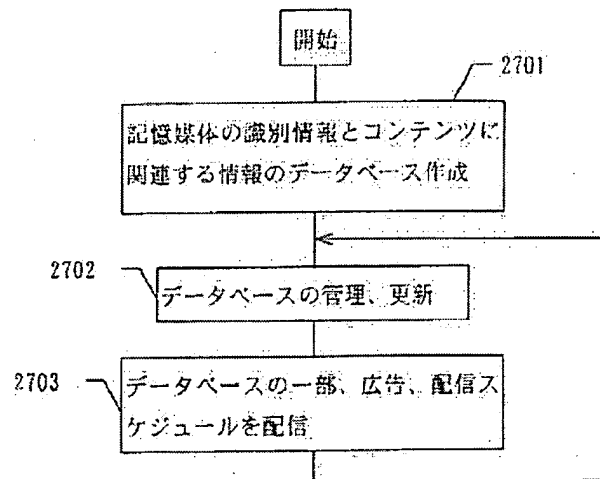 開始
2701
記憶媒体の識別情報とコンテンツに
関連する情報のデータベース作成
2702
データベースの管理、更新
2703
データベースの一部、広告、配信ス
ケジュールを配信